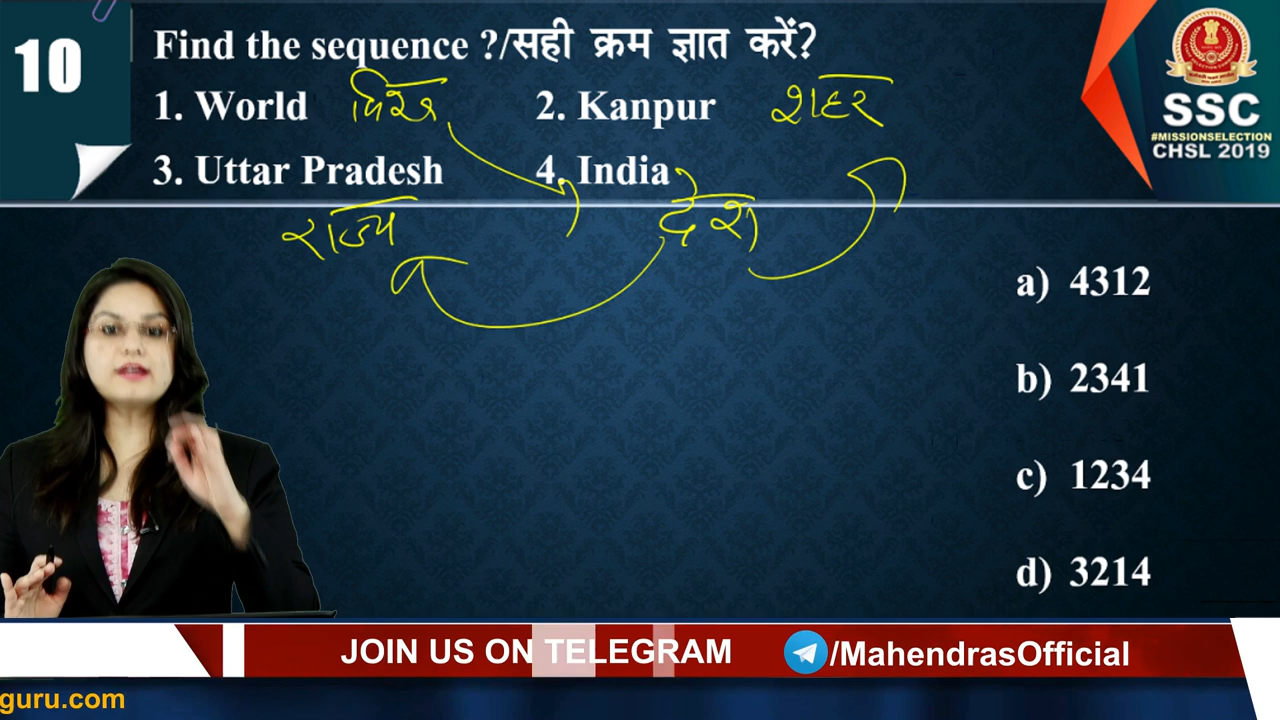 10
Find the sequence ?/सही क्रम ज्ञात करें?
1. World विश्व 2. Kanpur शहर
3. Uttar Pradesh 4. India
राज्य देश
SSC
#MISSIONSELECTION
CHSL 2019
a) 4312
b) 2341
c) 1234
d) 3214
JOIN US ON TELEGRAM /MahendrasOfficial
guru.com